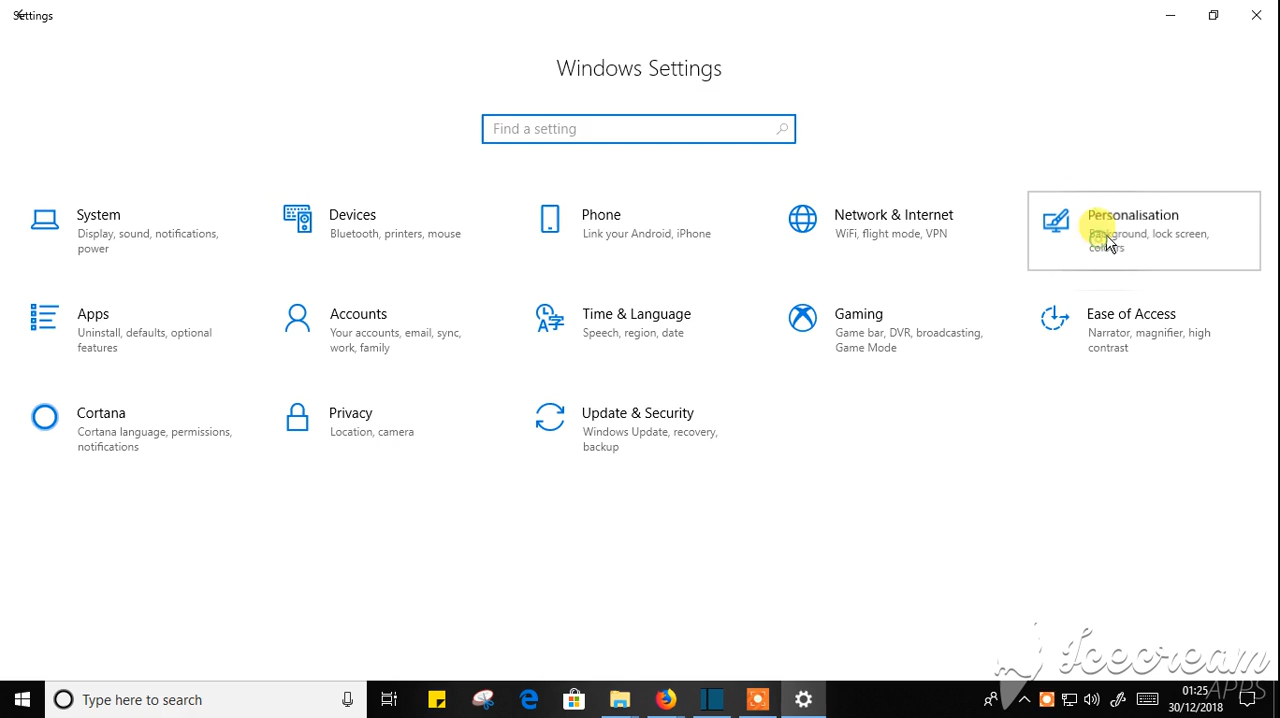 Settings
Windows Settings
Find a setting
System
Display, sound, notifications,
power
Devices
Bluetooth, printers, mouse
Phone
Link your Android, iPhone
Network & Internet
WiFi, flight mode, VPN
Personalisation
Background, lock screen,
colours
Apps
Uninstall, defaults, optional
features
Accounts
Your accounts, email, sync,
work, family
Time & Language
Speech, region, date
Gaming
Game bar, DVR, broadcasting,
Game Mode
Ease of Access
Narrator, magnifier, high
contrast
Cortana
Cortana language, permissions,
notifications
Privacy
Location, camera
Update & Security
Windows Update, recovery,
backup
Icecream
APPS
Type here to search
01:25
30/12/2018